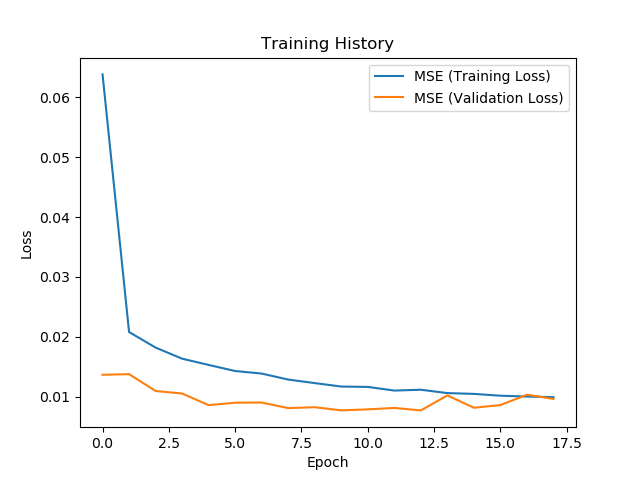 Training History
MSE (Training Loss)
MSE (Validation Loss)
0.06
0.05
0.04
0.03
0.02
0.01
Loss
0.0 2.5 5.0 7.5 10.0 12.5 15.0 17.5
Epoch